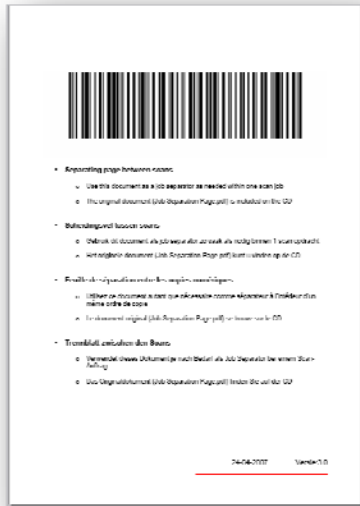 • Separating page between scans
o Use this document as a job separator as needed within one scan job
o The original document (Job Separation Page.pdf) is included on the CD
• Scheidingsvel tussen scans
o Gebruik dit document als job separator zo vaak als nodig binnen 1 scan opdracht
o Het originele document (Job Separation Page.pdf) kunt u vinden op de CD
• Feuille de séparation entre les copies numériques
o Utiliser ce document autant que nécessaire comme séparateur à l'intérieur d'un
même ordre de copie
o Le document original (Job Separation Page.pdf) se trouve sur le CD
• Trennblatt zwischen den Scans
o Verwendet dieses Dokument je nach Bedarf als Job Separator bei einem Scan-
Auftrag
o Das Originaldokument (Job Separation Page.pdf) finden Sie auf der CD
24-04-2007 Versie:1.0